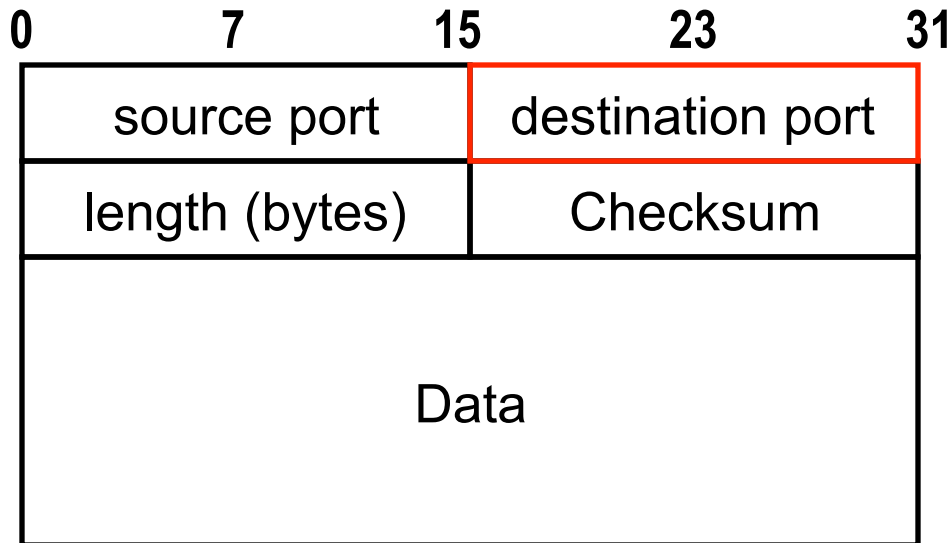 0 7 15 23 31
source port destination port
length (bytes) Checksum
Data